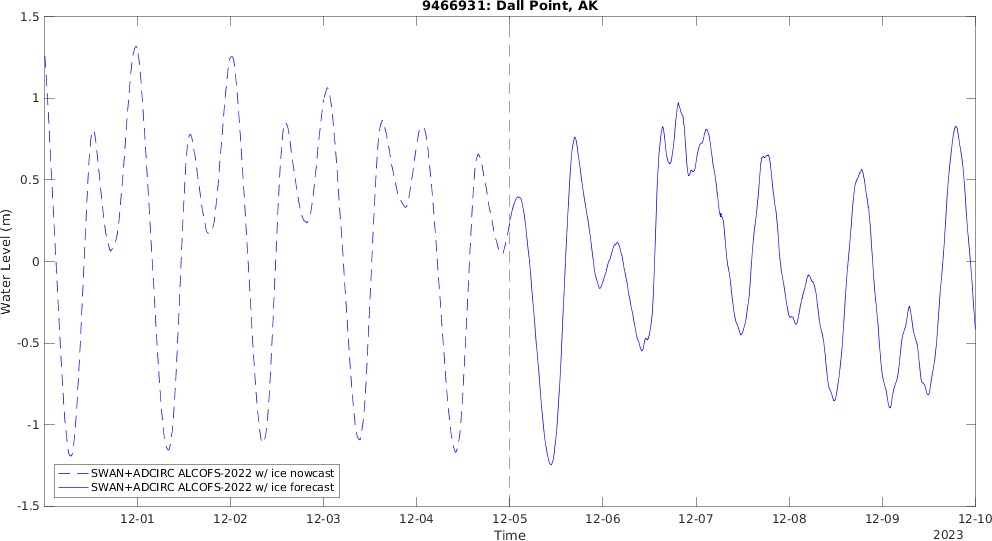 9466931: Dall Point, AK
1.5
1
0.5
0
-0.5
-1
-1.5
Water Level (m)
SWAN+ADCIRC ALCOFS-2022 w/ ice nowcast
SWAN+ADCIRC ALCOFS-2022 w/ ice forecast
12-01 12-02 12-03 12-04 12-05 12-06 12-07 12-08 12-09 12-10
Time
2023